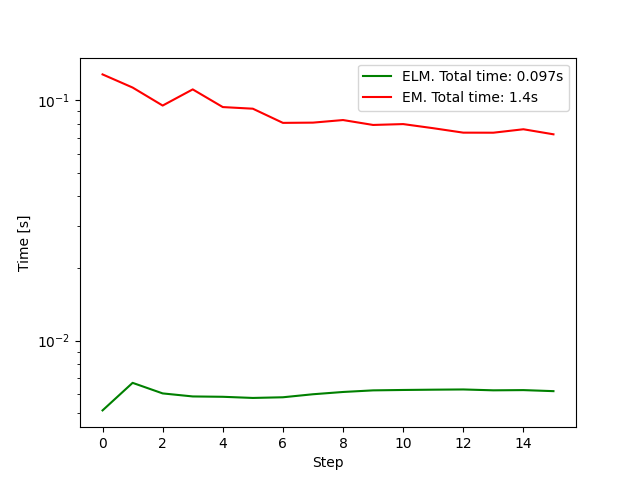 ELM. Total time: 0.097s
EM. Total time: 1.4s
10⁻¹
10⁻²
Time [s]
0 2 4 6 8 10 12 14
Step